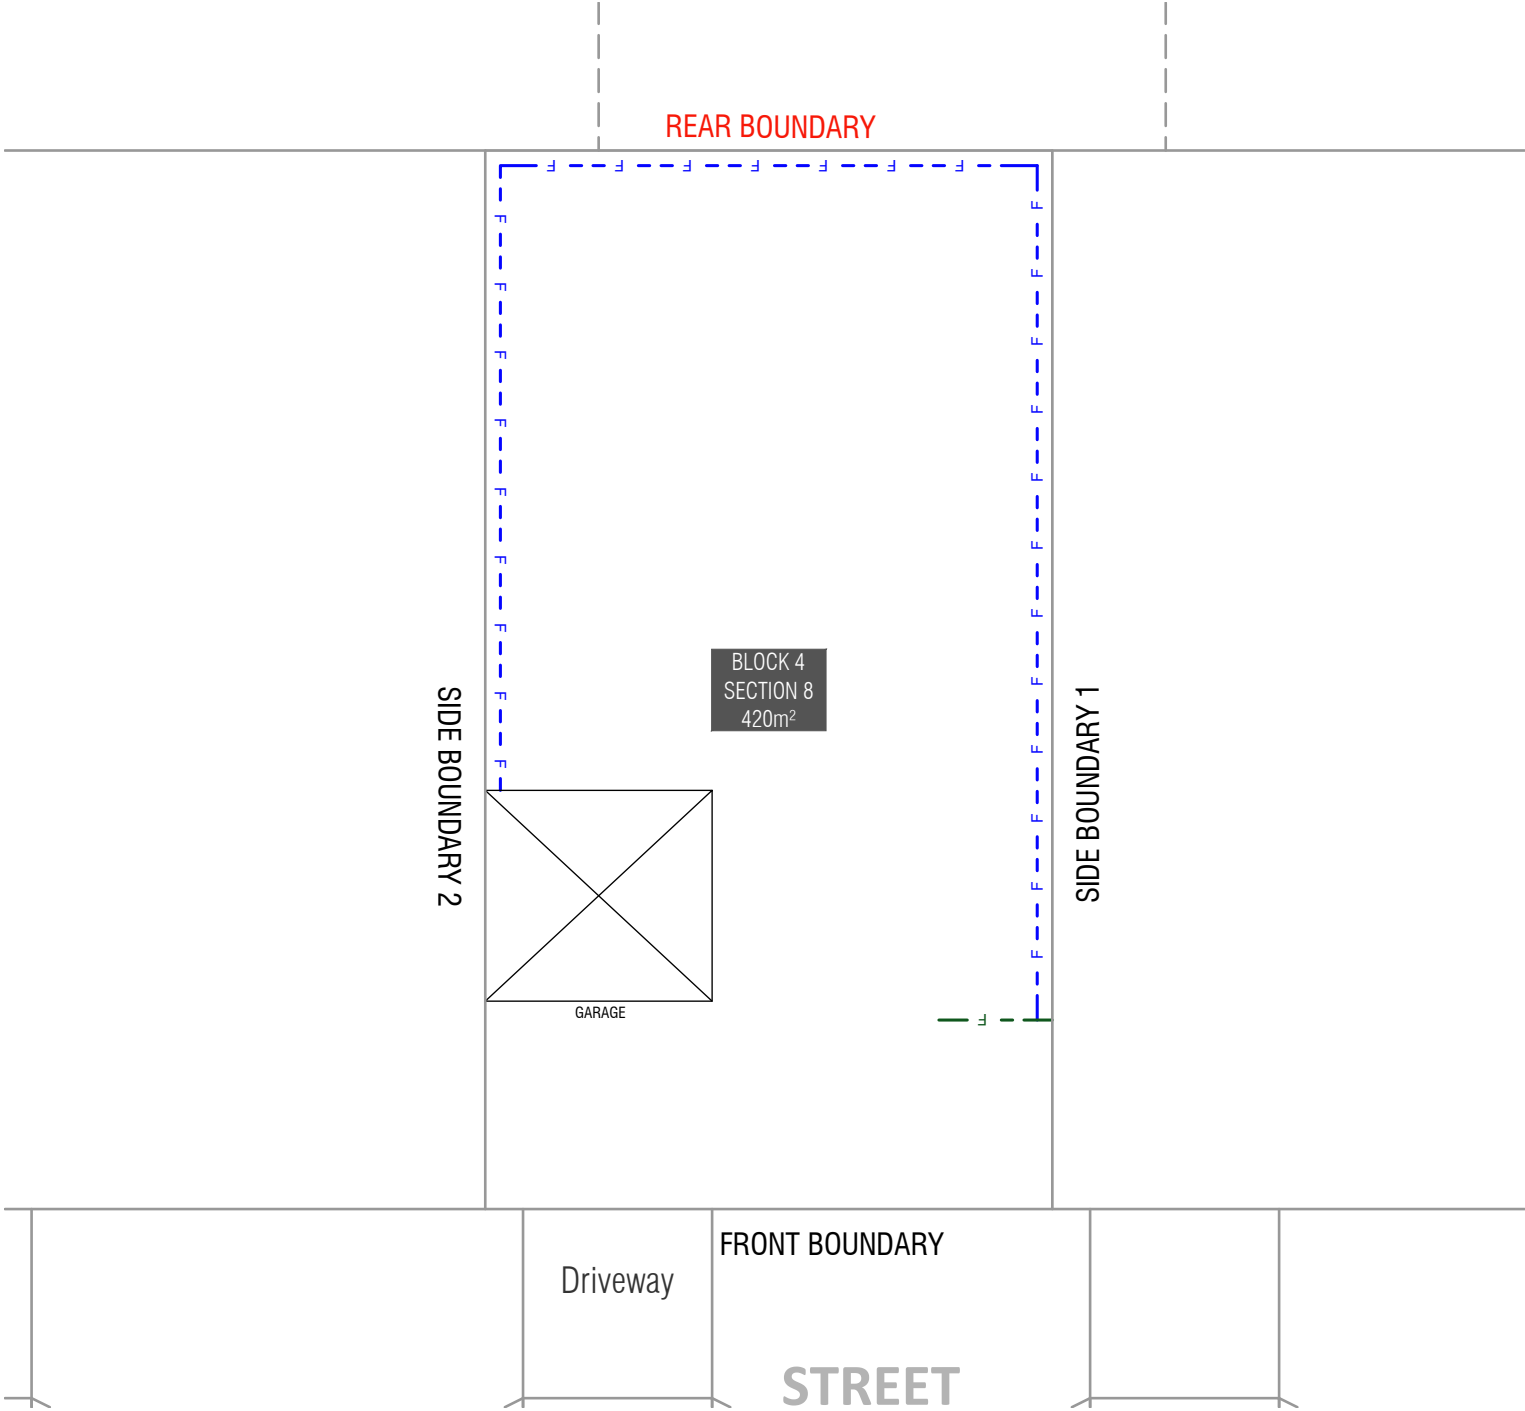 REAR BOUNDARY
F F F F F F F
F F F F F F F F F
F F F F F F F F F F F F
BLOCK 4
SECTION 8
420m²
SIDE BOUNDARY 2
SIDE BOUNDARY 1
GARAGE
F
FRONT BOUNDARY
Driveway
STREET